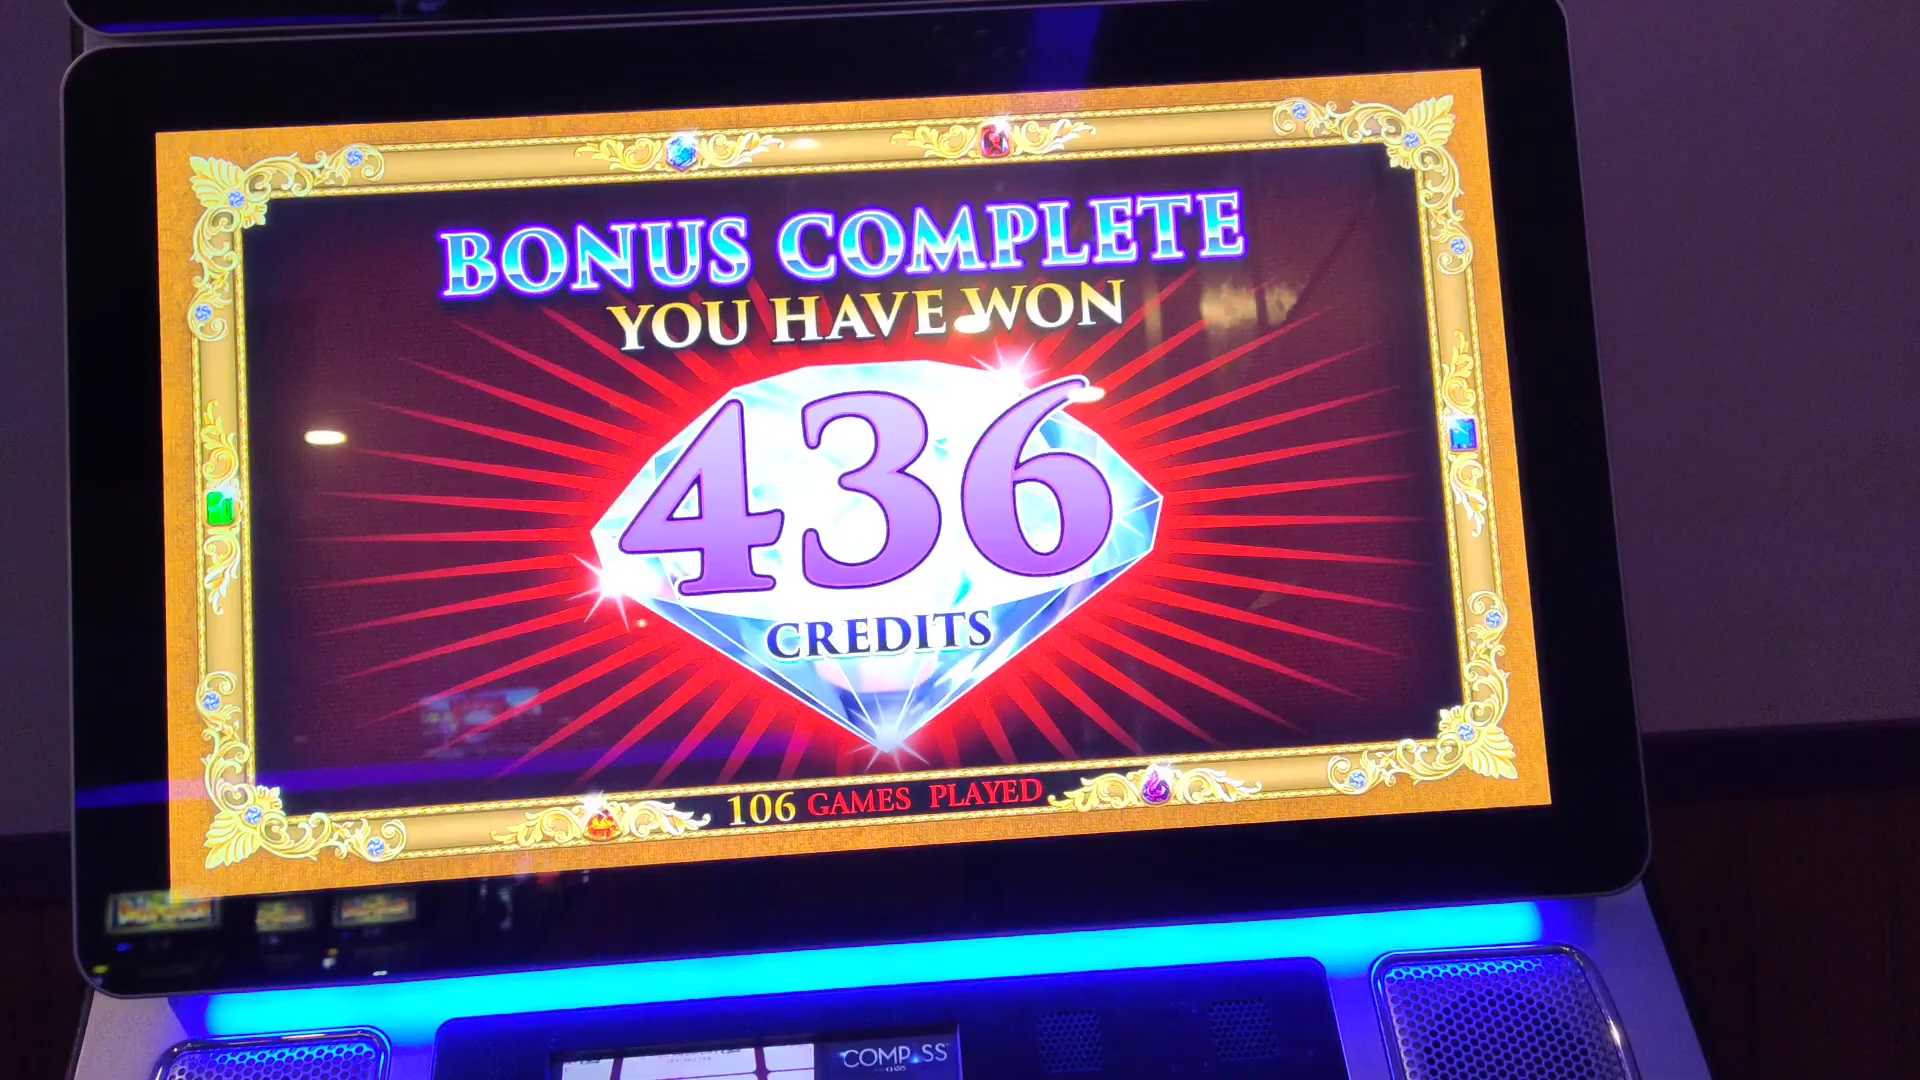 BONUS COMPLETE
YOU HAVE WON
436
CREDITS
106 GAMES PLAYED
COMPASS